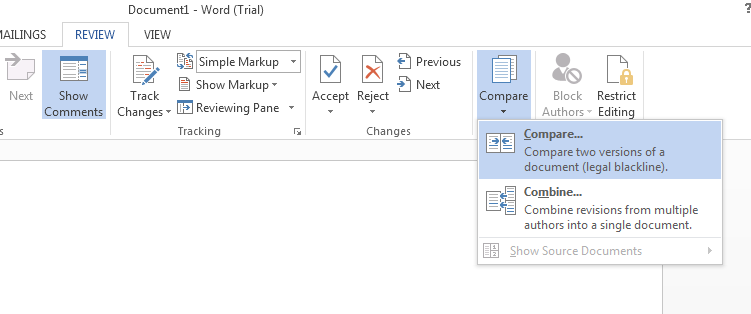 Document1 - Word (Trial)
?
MAILINGS REVIEW VIEW
Next
Show
Comments
Track
Changes
Simple Markup
Show Markup
Reviewing Pane
Tracking
Accept
Reject
Previous
Next
Changes
Compare
Block
Authors
Restrict
Editing
Compare...
Compare two versions of a
document (legal blackline).
Combine...
Combine revisions from multiple
authors into a single document.
Show Source Documents